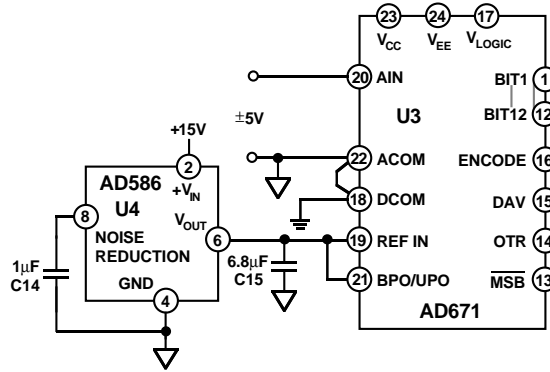 23
24
17
VCC
VEE
VLOGIC
20
AIN
BIT1
1
U3
±5V
BIT12
12
+15V
22
ACOM
ENCODE
16
2
AD586
+VIN
U4
18
DCOM
DAV
15
8
VOUT
NOISE
REDUCTION
6
19
REF IN
OTR
14
1μF
C14
6.8μF
C15
GND
21
BPO/UPO
MSB
13
4
AD671